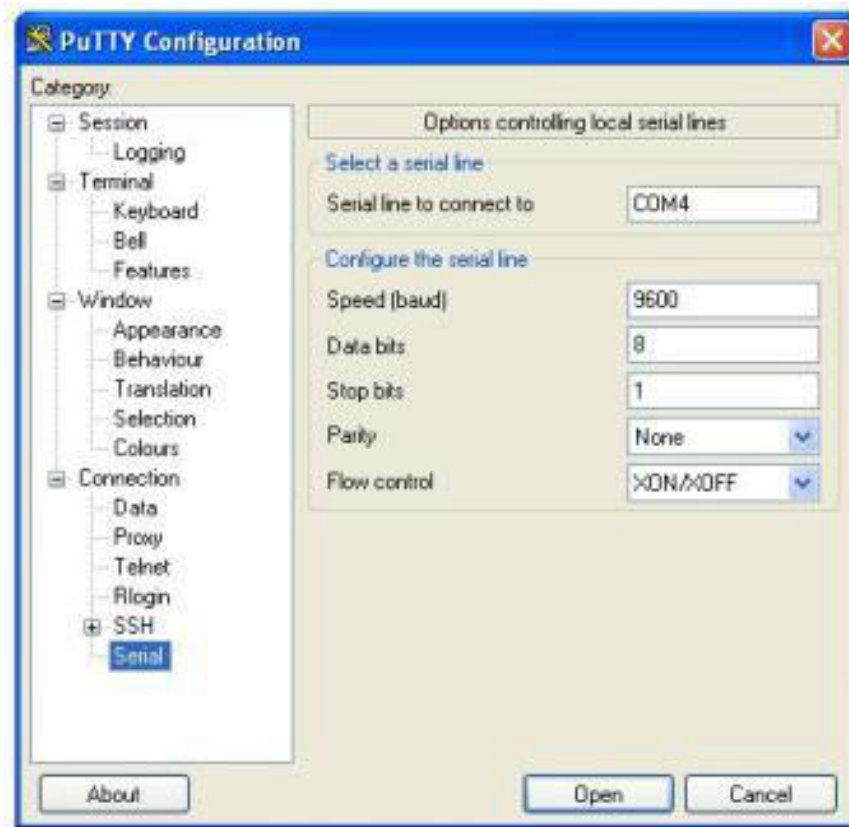 PuTTY Configuration
Category:
Session
Logging
Terminal
Keyboard
Bell
Features
Window
Appearance
Behaviour
Translation
Selection
Colours
Connection
Data
Proxy
Telnet
Rlogin
SSH
Serial
Options controlling local serial lines
Select a serial line
Serial line to connect to COM4
Configure the serial line
Speed (baud) 9600
Data bits 8
Stop bits 1
Parity None
Flow control XON/XOFF
About Open Cancel